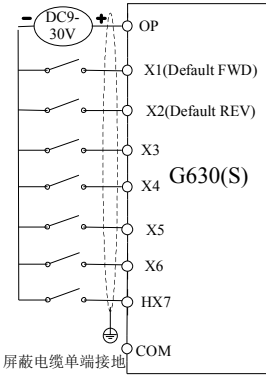 − DC9- + OP
30V
X1(Default FWD)
X2(Default REV)
X3
X4
G630(S)
X5
X6
HX7
屏蔽电缆单端接地
COM